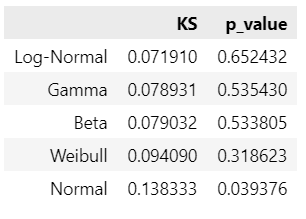 KS p_value
Log-Normal 0.071910 0.652432
Gamma 0.078931 0.535430
Beta 0.079032 0.533805
Weibull 0.094090 0.318623
Normal 0.138333 0.039376